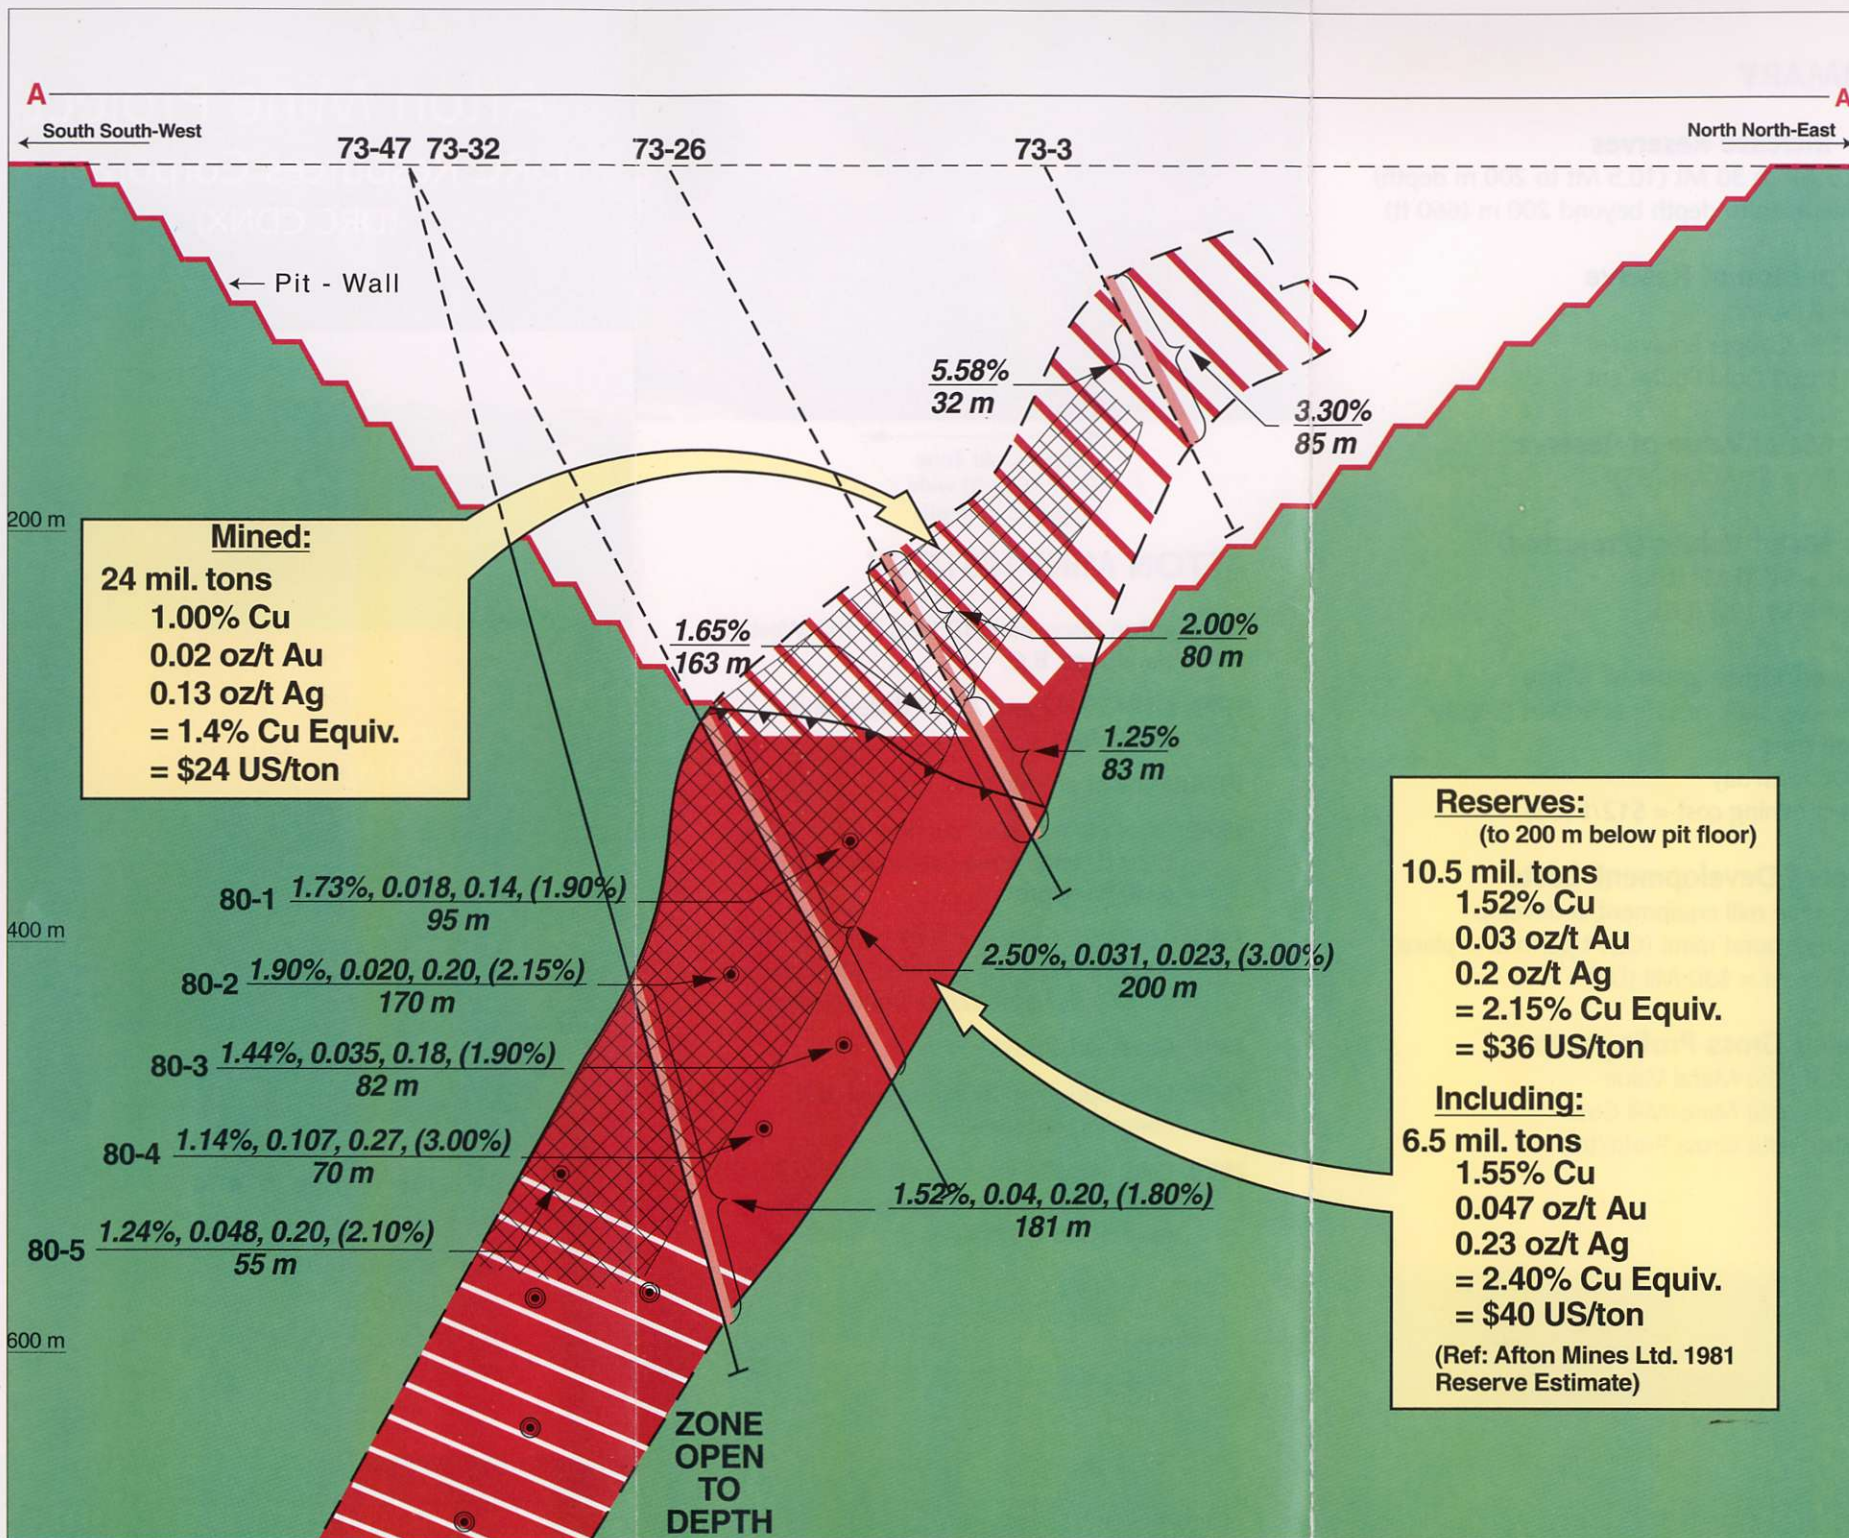 A
A
South South-West
North North-East
73-47 73-32 73-26 73-3
Pit - Wall
5.58%
32 m
3.30%
85 m
200 m
Mined:
24 mil. tons
1.00% Cu
0.02 oz/t Au
0.13 oz/t Ag
= 1.4% Cu Equiv.
= $24 US/ton
1.65%
163 m
2.00%
80 m
1.25%
83 m
Reserves:
(to 200 m below pit floor)
10.5 mil. tons
1.52% Cu
0.03 oz/t Au
0.2 oz/t Ag
= 2.15% Cu Equiv.
= $36 US/ton
Including:
6.5 mil. tons
1.55% Cu
0.047 oz/t Au
0.23 oz/t Ag
= 2.40% Cu Equiv.
= $40 US/ton
(Ref: Afton Mines Ltd. 1981
Reserve Estimate)
80-1 1.73%, 0.018, 0.14, (1.90%)
95 m
400 m
80-2 1.90%, 0.020, 0.20, (2.15%)
170 m
2.50%, 0.031, 0.023, (3.00%)
200 m
80-3 1.44%, 0.035, 0.18, (1.90%)
82 m
80-4 1.14%, 0.107, 0.27, (3.00%)
70 m
1.52%, 0.04, 0.20, (1.80%)
181 m
80-5 1.24%, 0.048, 0.20, (2.10%)
55 m
600 m
ZONE
OPEN
TO
DEPTH